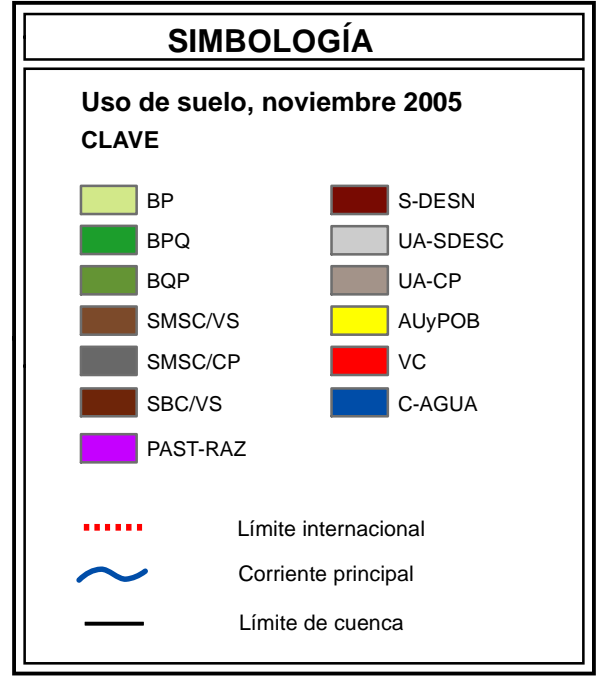 SIMBOLOGÍA
Uso de suelo, noviembre 2005
CLAVE
BP
BPQ
BQP
SMSC/VS
SMSC/CP
SBC/VS
PAST-RAZ
S-DESN
UA-SDESC
UA-CP
AUyPOB
VC
C-AGUA
Límite internacional
Corriente principal
Límite de cuenca